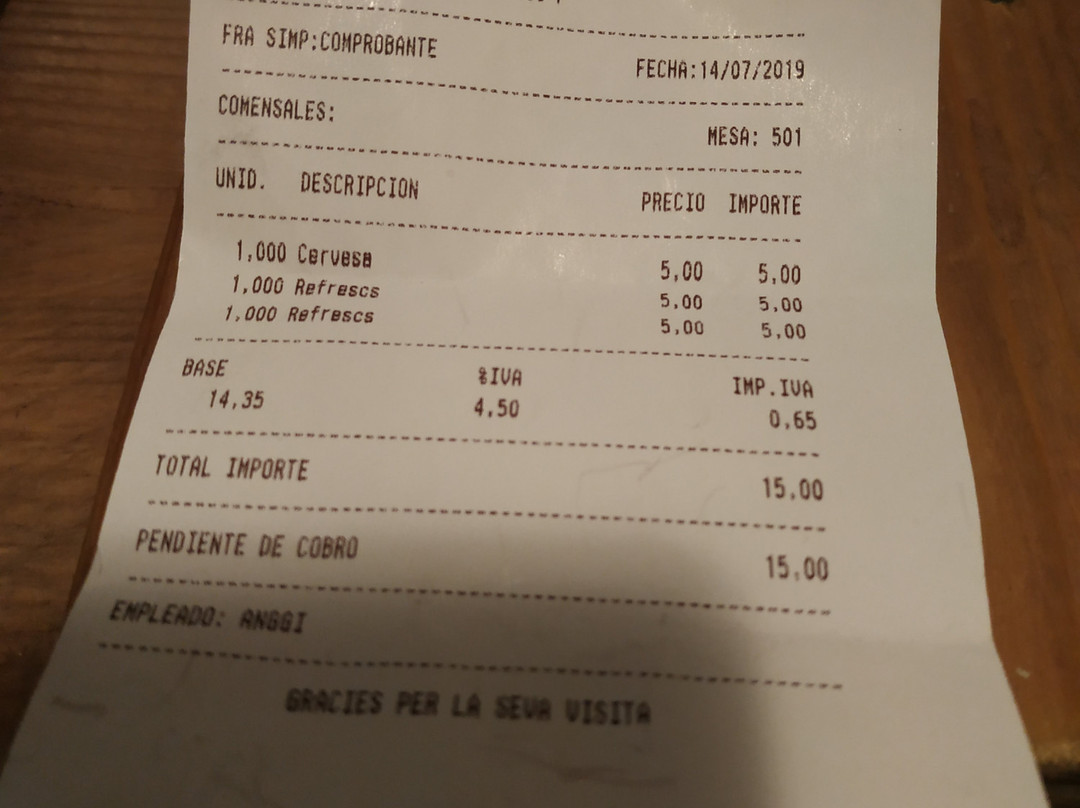 FRA SIMP:COMPROBANTE
FECHA:14/07/2019
COMENSALES:
MESA: 501
UNID. DESCRIPCION PRECIO IMPORTE
1,000 Cervesa 5,00 5,00
1,000 Refrescs 5,00 5,00
1,000 Refrescs 5,00 5,00
BASE %IVA IMP.IVA
14,35 4,50 0,65
TOTAL IMPORTE 15,00
PENDIENTE DE COBRO 15,00
EMPLEADO: ANGGI
GRACIES PER LA SEVA VISITA